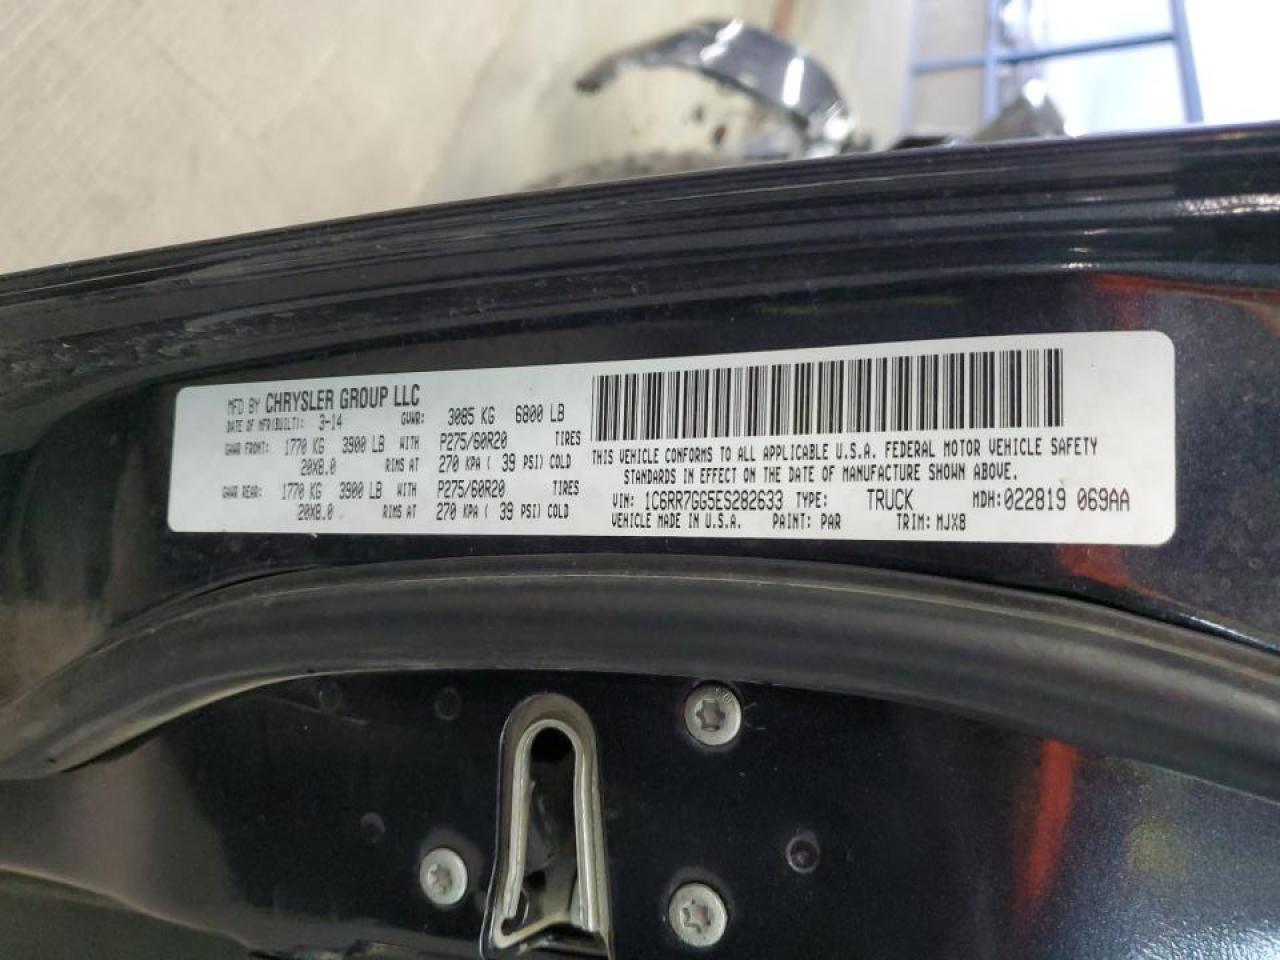 MFD BY CHRYSLER GROUP LLC
DATE OF MFR(BUILT): 3-14 GVWR: 3085 KG 6800 LB
GAWR FRONT: 1770 KG 3900 LB WITH P275/60R20 TIRES
20X8.0 RIMS AT 270 KPA ( 39 PSI) COLD
GAWR REAR: 1770 KG 3900 LB WITH P275/60R20 TIRES
20X8.0 RIMS AT 270 KPA ( 39 PSI) COLD
THIS VEHICLE CONFORMS TO ALL APPLICABLE U.S.A. FEDERAL MOTOR VEHICLE SAFETY
STANDARDS IN EFFECT ON THE DATE OF MANUFACTURE SHOWN ABOVE.
VIN: 1C6RR7GG5ES282633 TYPE: TRUCK MDH:022819 069AA
VEHICLE MADE IN U.S.A. PAINT: PAR TRIM: MJX8